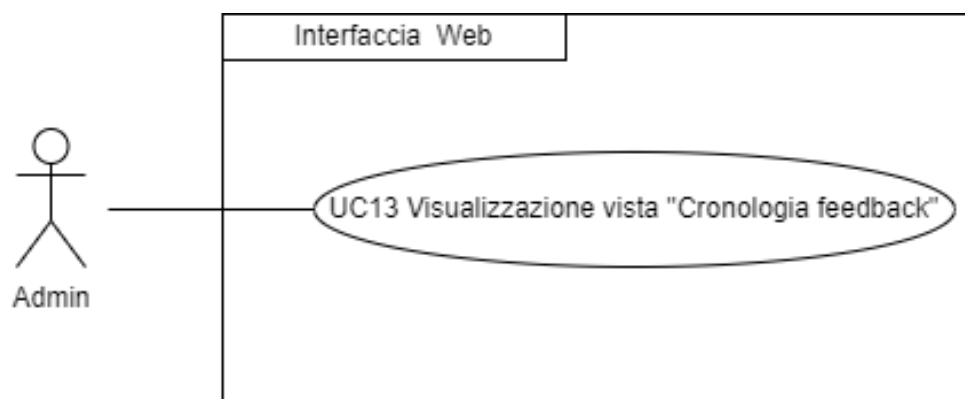 Interfaccia Web
UC13 Visualizzazione vista "Cronologia feedback"
Admin